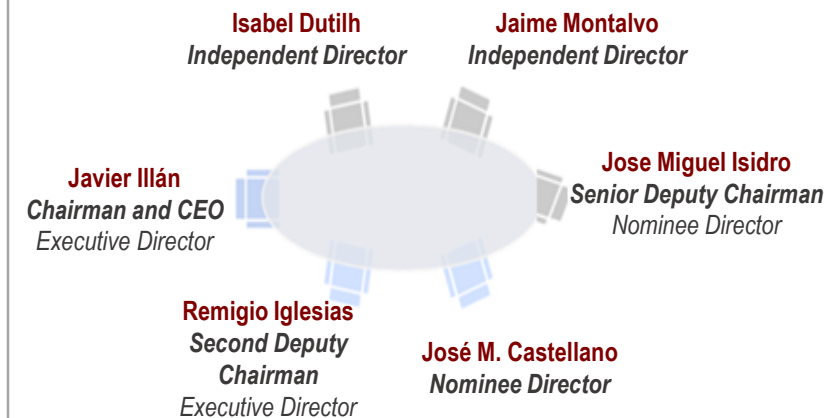 Isabel Dutilh
Independent Director
Jaime Montalvo
Independent Director
Javier Illán
Chairman and CEO
Executive Director
Jose Miguel Isidro
Senior Deputy Chairman
Nominee Director
Remigio Iglesias
Second Deputy
Chairman
Executive Director
José M. Castellano
Nominee Director